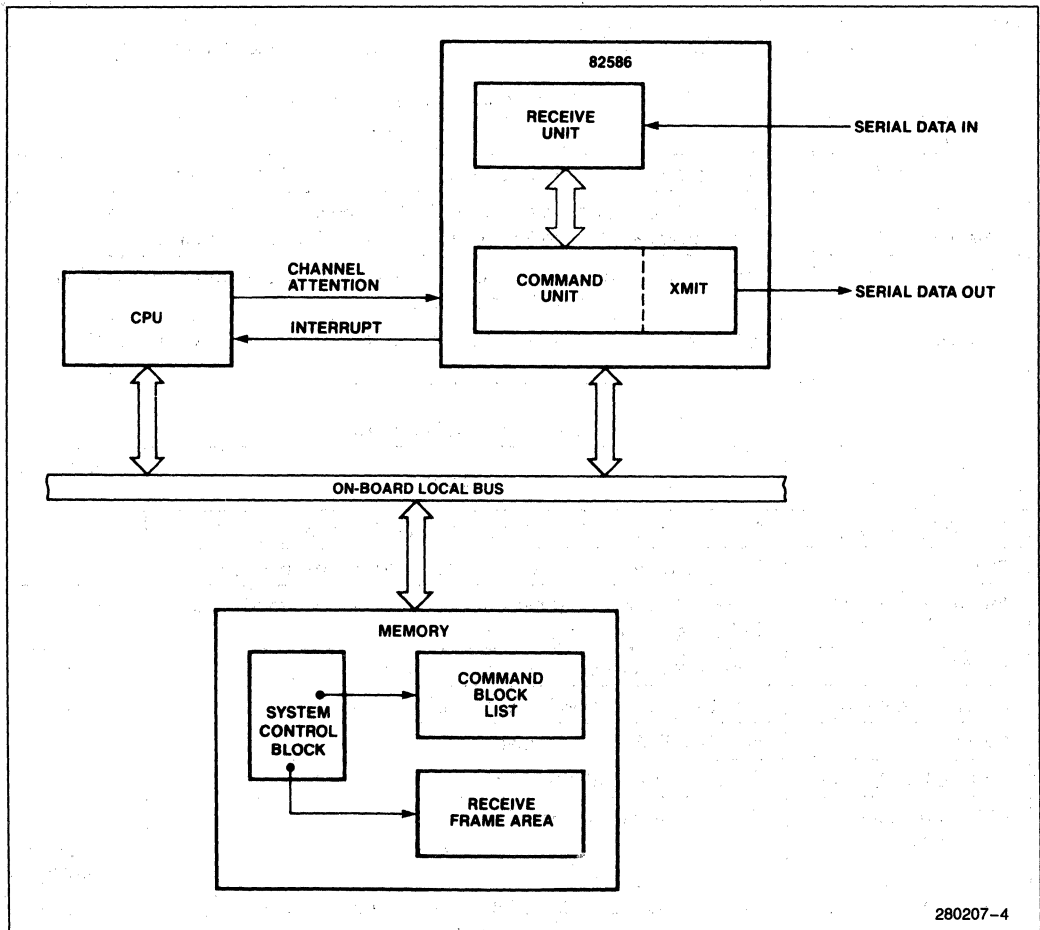 82586
RECEIVE
UNIT
SERIAL DATA IN
COMMAND
UNIT
XMIT
SERIAL DATA OUT
CHANNEL
ATTENTION
CPU
INTERRUPT
ON-BOARD LOCAL BUS
MEMORY
SYSTEM
CONTROL
BLOCK
COMMAND
BLOCK
LIST
RECEIVE
FRAME AREA
280207–4